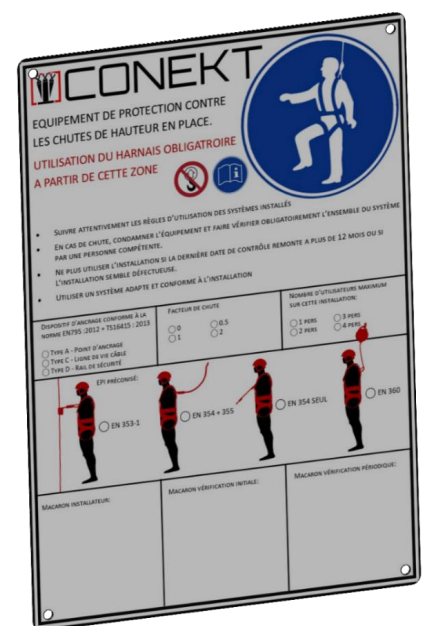 CONEKT
EQUIPEMENT DE PROTECTION CONTRE
LES CHUTES DE HAUTEUR EN PLACE.
UTILISATION DU HARNAIS OBLIGATOIRE
A PARTIR DE CETTE ZONE
• SUIVRE ATTENTIVEMENT LES RÈGLES D'UTILISATION DES SYSTÈMES INSTALLÉS
• EN CAS DE CHUTE, CONDAMNER L'ÉQUIPEMENT ET FAIRE VÉRIFIER OBLIGATOIREMENT L'ENSEMBLE DU SYSTÈME
PAR UNE PERSONNE COMPÉTENTE.
• NE PLUS UTILISER L'INSTALLATION SI LA DERNIÈRE DATE DE CONTRÔLE REMONTE A PLUS DE 12 MOIS OU SI
L'INSTALLATION SEMBLE DÉFECTUEUSE.
• UTILISER UN SYSTÈME ADAPTE ET CONFORME À L'INSTALLATION
DISPOSITIF D'ANCRAGE CONFORME À LA
NORME EN795 :2012 + TS16415 : 2013
TYPE A - POINT D'ANCRAGE
TYPE C - LIGNE DE VIE CÂBLE
TYPE D - RAIL DE SÉCURITÉ
FACTEUR DE CHUTE
0 0.5
1 2
NOMBRE D'UTILISATEURS MAXIMUM
SUR CETTE INSTALLATION:
1 PERS 3 PERS
2 PERS 4 PERS
EPI PRÉCONISÉ:
EN 353-1
EN 354 + 355
EN 354 SEUL
EN 360
MACARON INSTALLATEUR:
MACARON VÉRIFICATION INITIALE:
MACARON VÉRIFICATION PÉRIODIQUE: